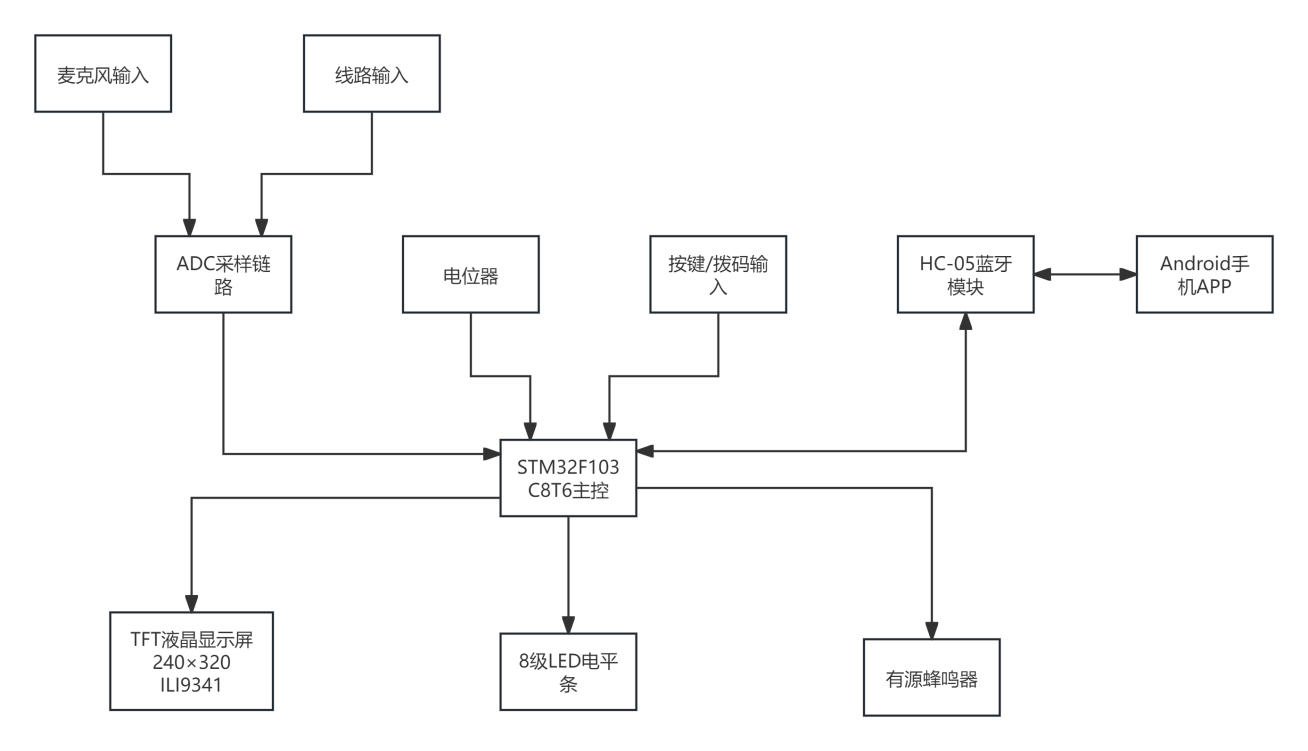 麦克风输入
线路输入
ADC采样链
路
电位器
按键/拨码输
入
HC-05蓝牙
模块
Android手
机APP
STM32F103
C8T6主控
TFT液晶显示屏
240×320
ILI9341
8级LED电平
条
有源蜂鸣器